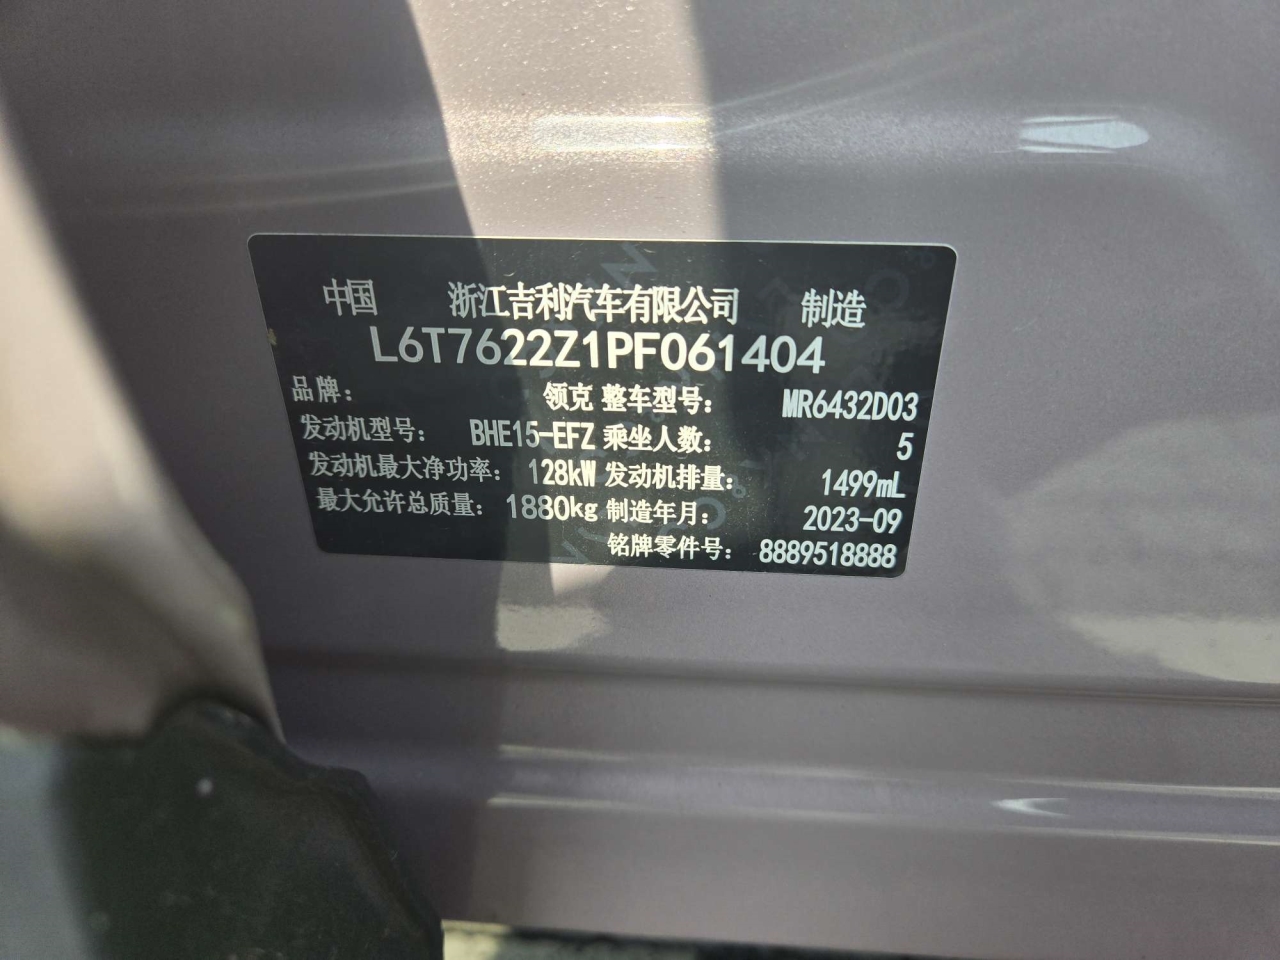 中国 浙江吉利汽车有限公司 制造
L6T7622Z1PF061404
品牌： 领克 整车型号： MR6432D03
发动机型号： BHE15-EFZ 乘坐人数： 5
发动机最大净功率： 128kW 发动机排量： 1499mL
最大允许总质量： 1880kg 制造年月： 2023-09
铭牌零件号： 8889518888